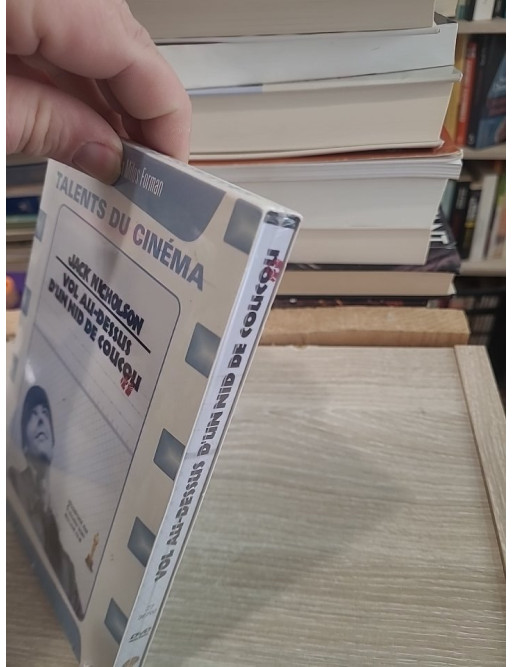 Milos Forman
TALENTS DU CINÉMA
JACK NICHOLSON
VOL AU-DESSUS
D'UN NID DE COUCOU
VOL AU-DESSUS D'UN NID DE COUCOU
DVD